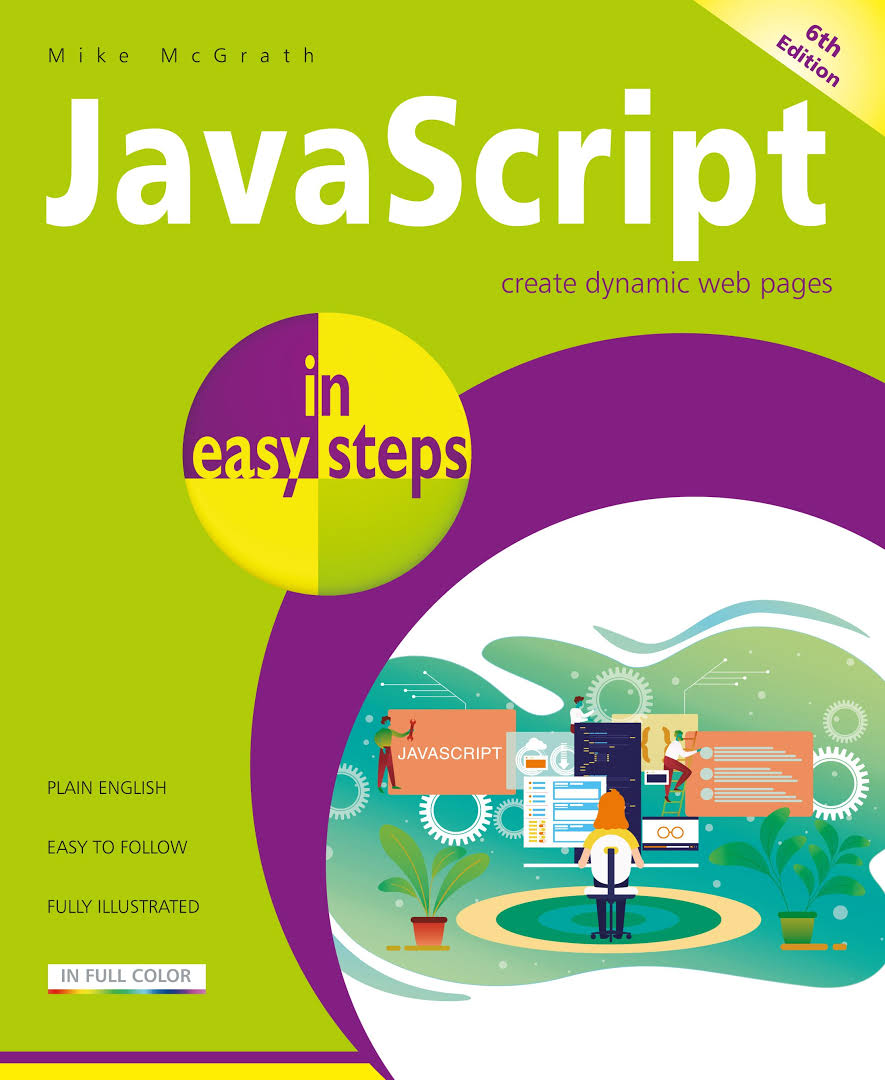 Mike McGrath
6th
Edition
JavaScript
create dynamic web pages
in
easy steps
JAVASCRIPT
PLAIN ENGLISH
EASY TO FOLLOW
FULLY ILLUSTRATED
IN FULL COLOR